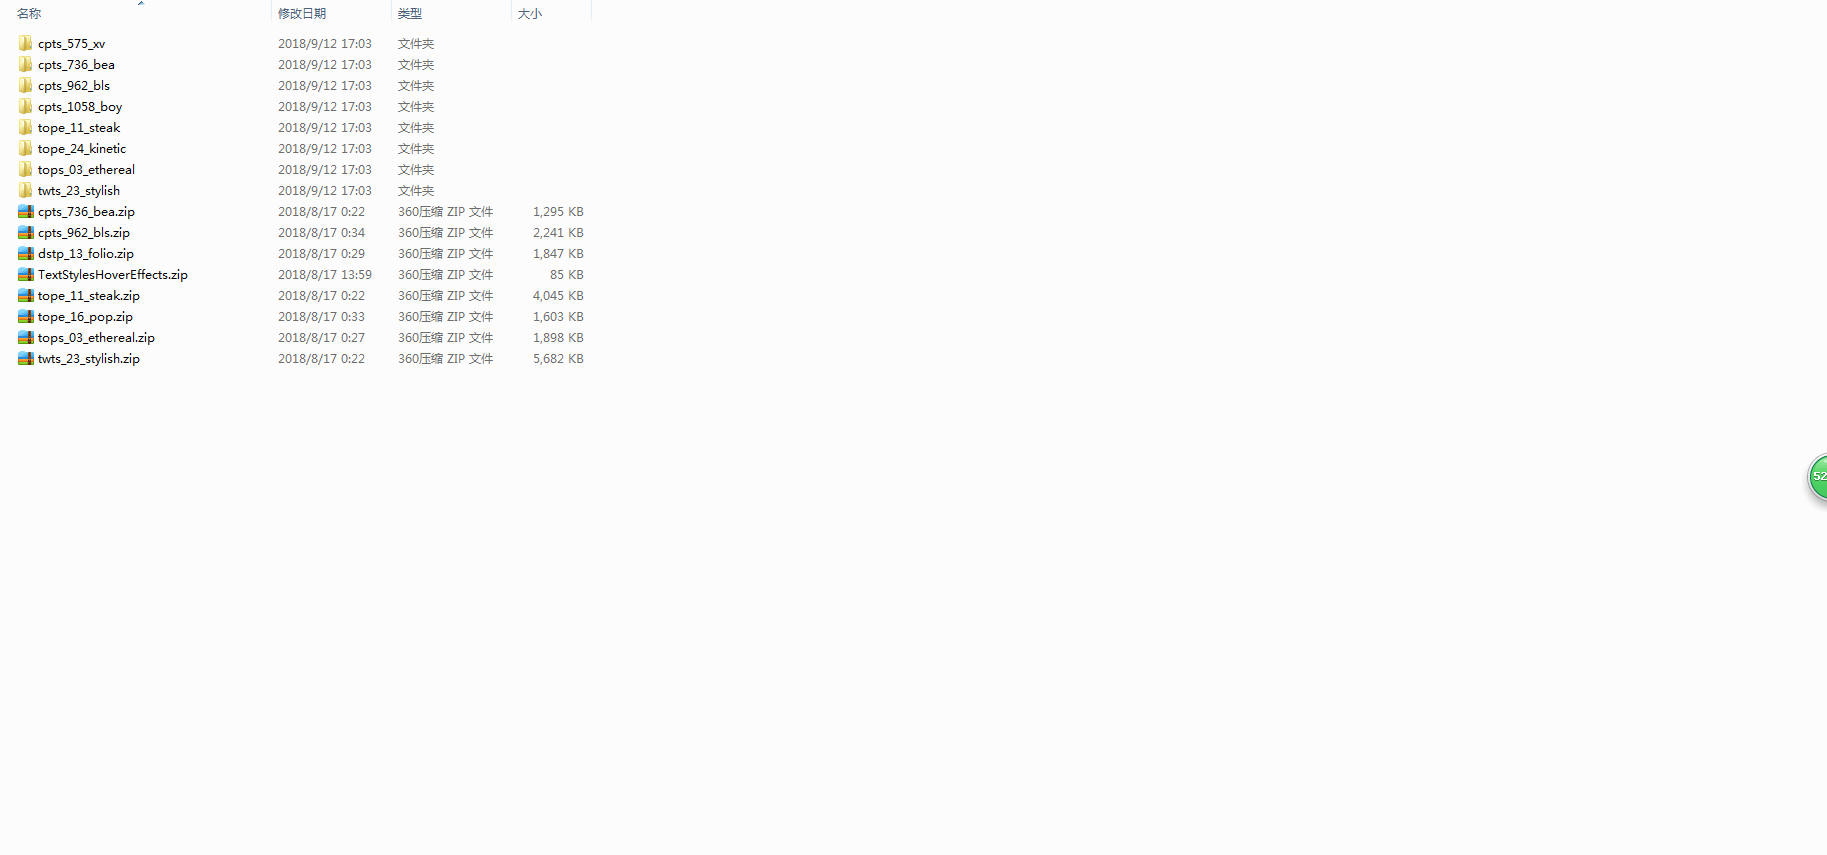 名称 修改日期 类型 大小
cpts_575_xv 2018/9/12 17:03 文件夹
cpts_736_bea 2018/9/12 17:03 文件夹
cpts_962_bls 2018/9/12 17:03 文件夹
cpts_1058_boy 2018/9/12 17:03 文件夹
tope_11_steak 2018/9/12 17:03 文件夹
tope_24_kinetic 2018/9/12 17:03 文件夹
tops_03_ethereal 2018/9/12 17:03 文件夹
twts_23_stylish 2018/9/12 17:03 文件夹
cpts_736_bea.zip 2018/8/17 0:22 360压缩 ZIP 文件 1,295 KB
cpts_962_bls.zip 2018/8/17 0:34 360压缩 ZIP 文件 2,241 KB
dstp_13_folio.zip 2018/8/17 0:29 360压缩 ZIP 文件 1,847 KB
TextStylesHoverEffects.zip 2018/8/17 13:59 360压缩 ZIP 文件 85 KB
tope_11_steak.zip 2018/8/17 0:22 360压缩 ZIP 文件 4,045 KB
tope_16_pop.zip 2018/8/17 0:33 360压缩 ZIP 文件 1,603 KB
tops_03_ethereal.zip 2018/8/17 0:27 360压缩 ZIP 文件 1,898 KB
twts_23_stylish.zip 2018/8/17 0:22 360压缩 ZIP 文件 5,682 KB
52